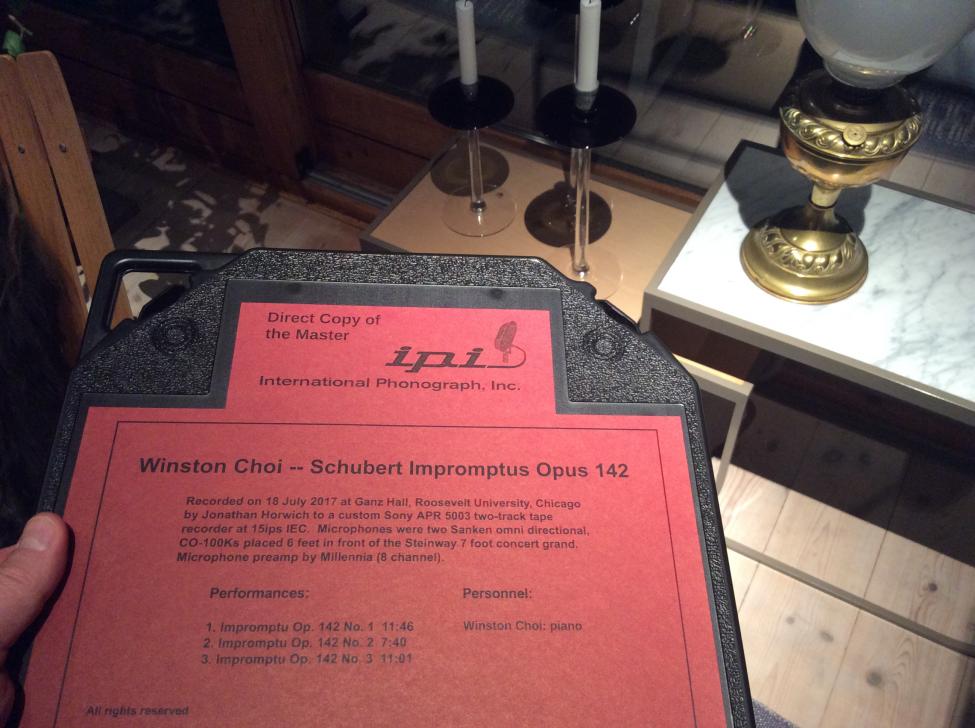 Direct Copy of
the Master
ipi
International Phonograph, Inc.
Winston Choi -- Schubert Impromptus Opus 142
Recorded on 18 July 2017 at Ganz Hall, Roosevelt University, Chicago
by Jonathan Horwich to a custom Sony APR 5003 two-track tape
recorder at 15ips IEC. Microphones were two Sanken omni directional,
CO-100Ks placed 6 feet in front of the Steinway 7 foot concert grand.
Microphone preamp by Millennia (8 channel).
Performances:
Personnel:
1. Impromptu Op. 142 No. 1 11:46
Winston Choi: piano
2. Impromptu Op. 142 No. 2 7:40
3. Impromptu Op. 142 No. 3 11:01
All rights reserved